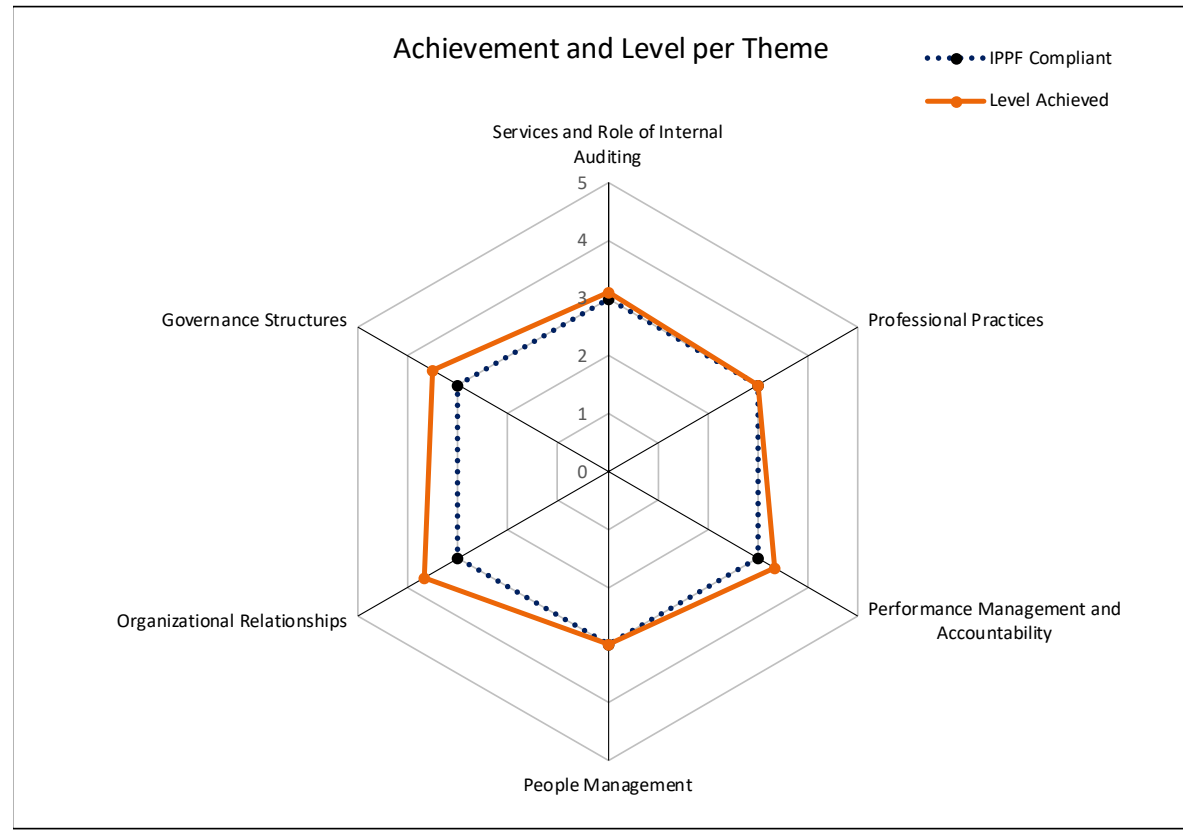 Achievement and Level per Theme
IPPF Compliant
Level Achieved
Services and Role of Internal
Auditing
5
4
3
2
1
0
Professional Practices
Performance Management and
Accountability
People Management
Organizational Relationships
Governance Structures